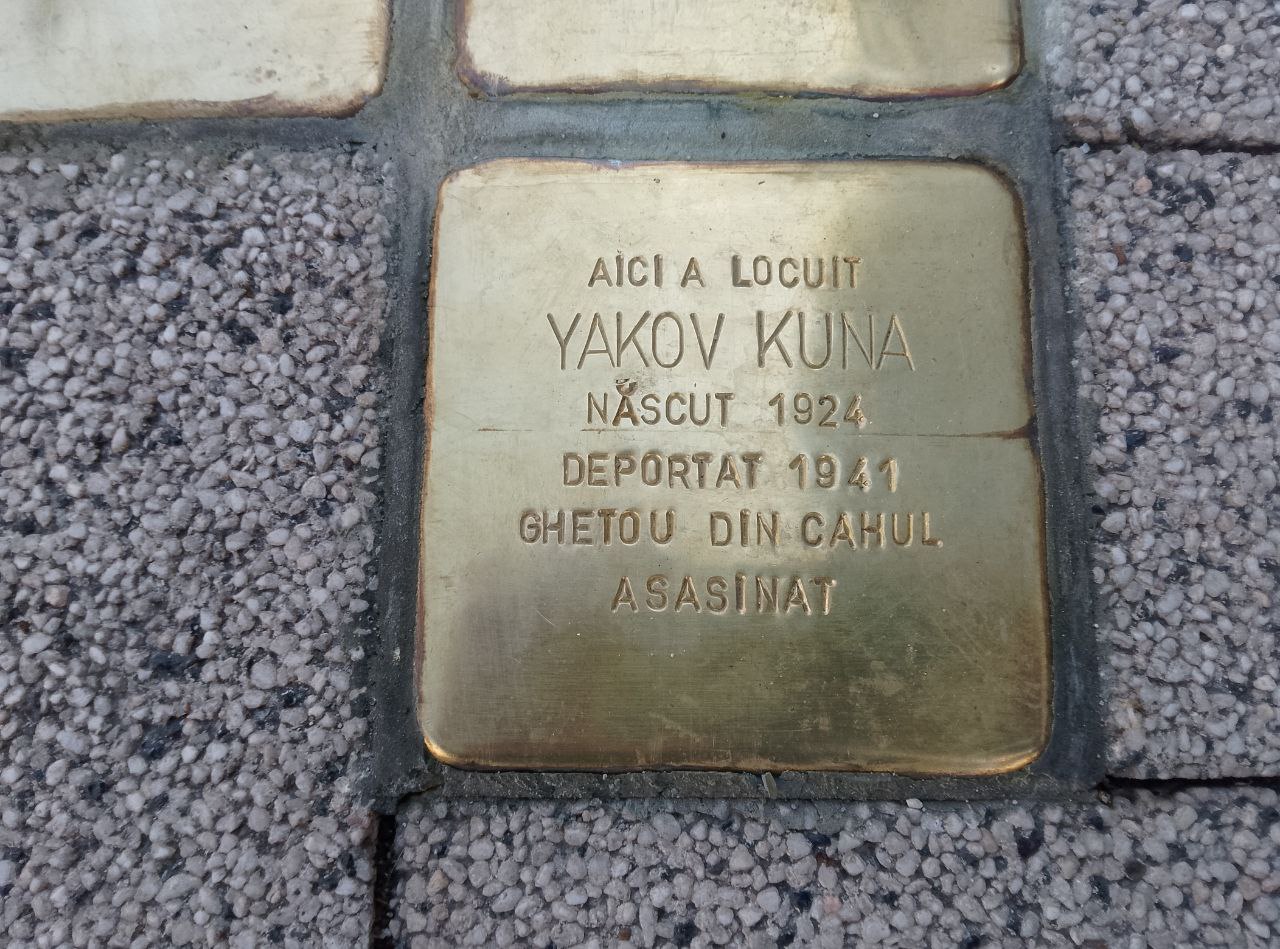 AICI A LOCUIT
YAKOV KUNA
NĂSCUT 1924
DEPORTAT 1941
GHETOU DIN CAHUL
ASASINAT